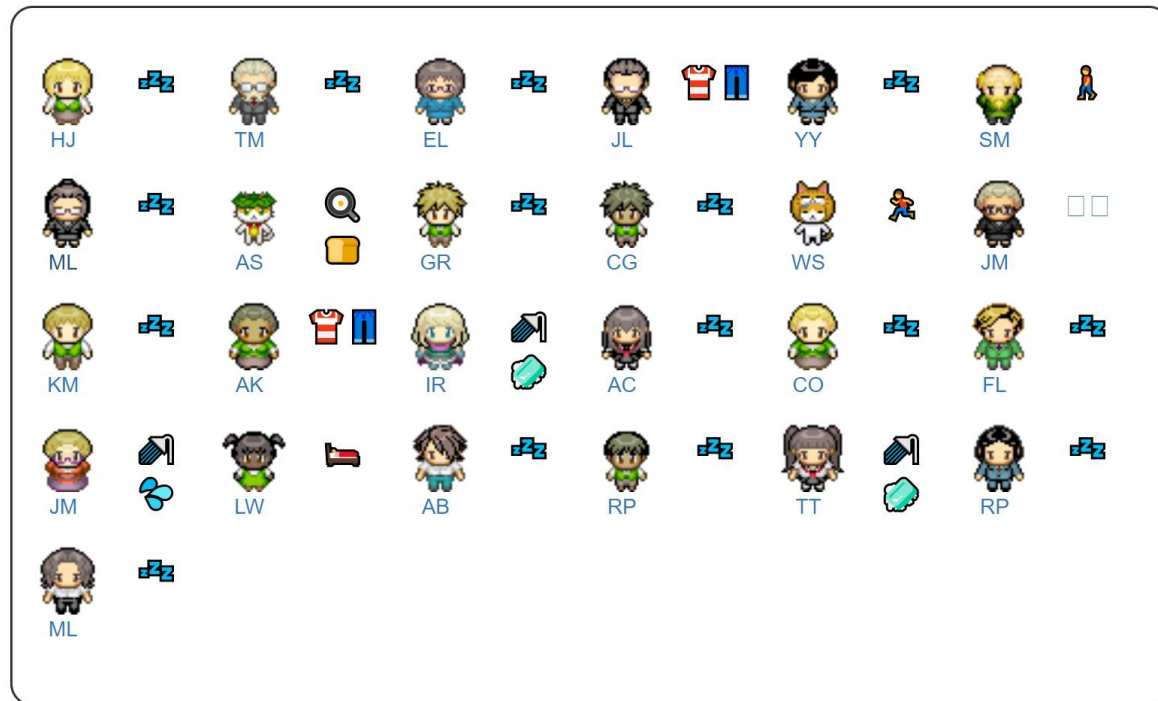 HJ TM EL JL YY SM
ML AS GR CG WS JM
KM AK IR AC CO FL
JM LW AB RP TT RP
ML